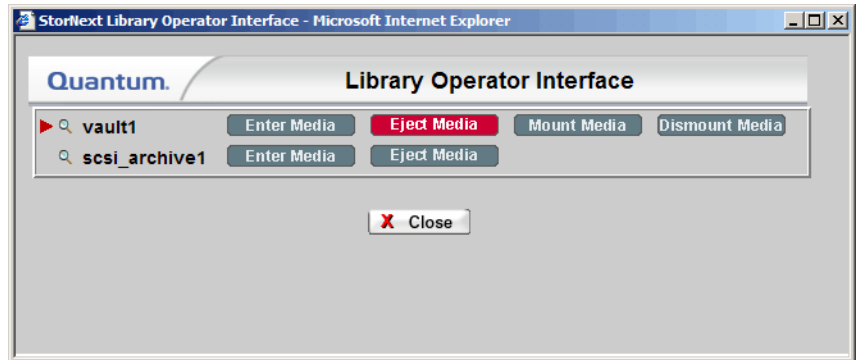 StorNext Library Operator Interface - Microsoft Internet Explorer
Quantum. Library Operator Interface
vault1 Enter Media Eject Media Mount Media Dismount Media
scsi_archive1 Enter Media Eject Media
X Close